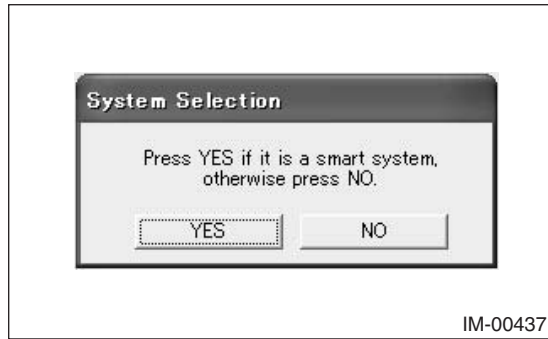 System Selection
Press YES if it is a smart system,
otherwise press NO.
YES
NO
IM-00437